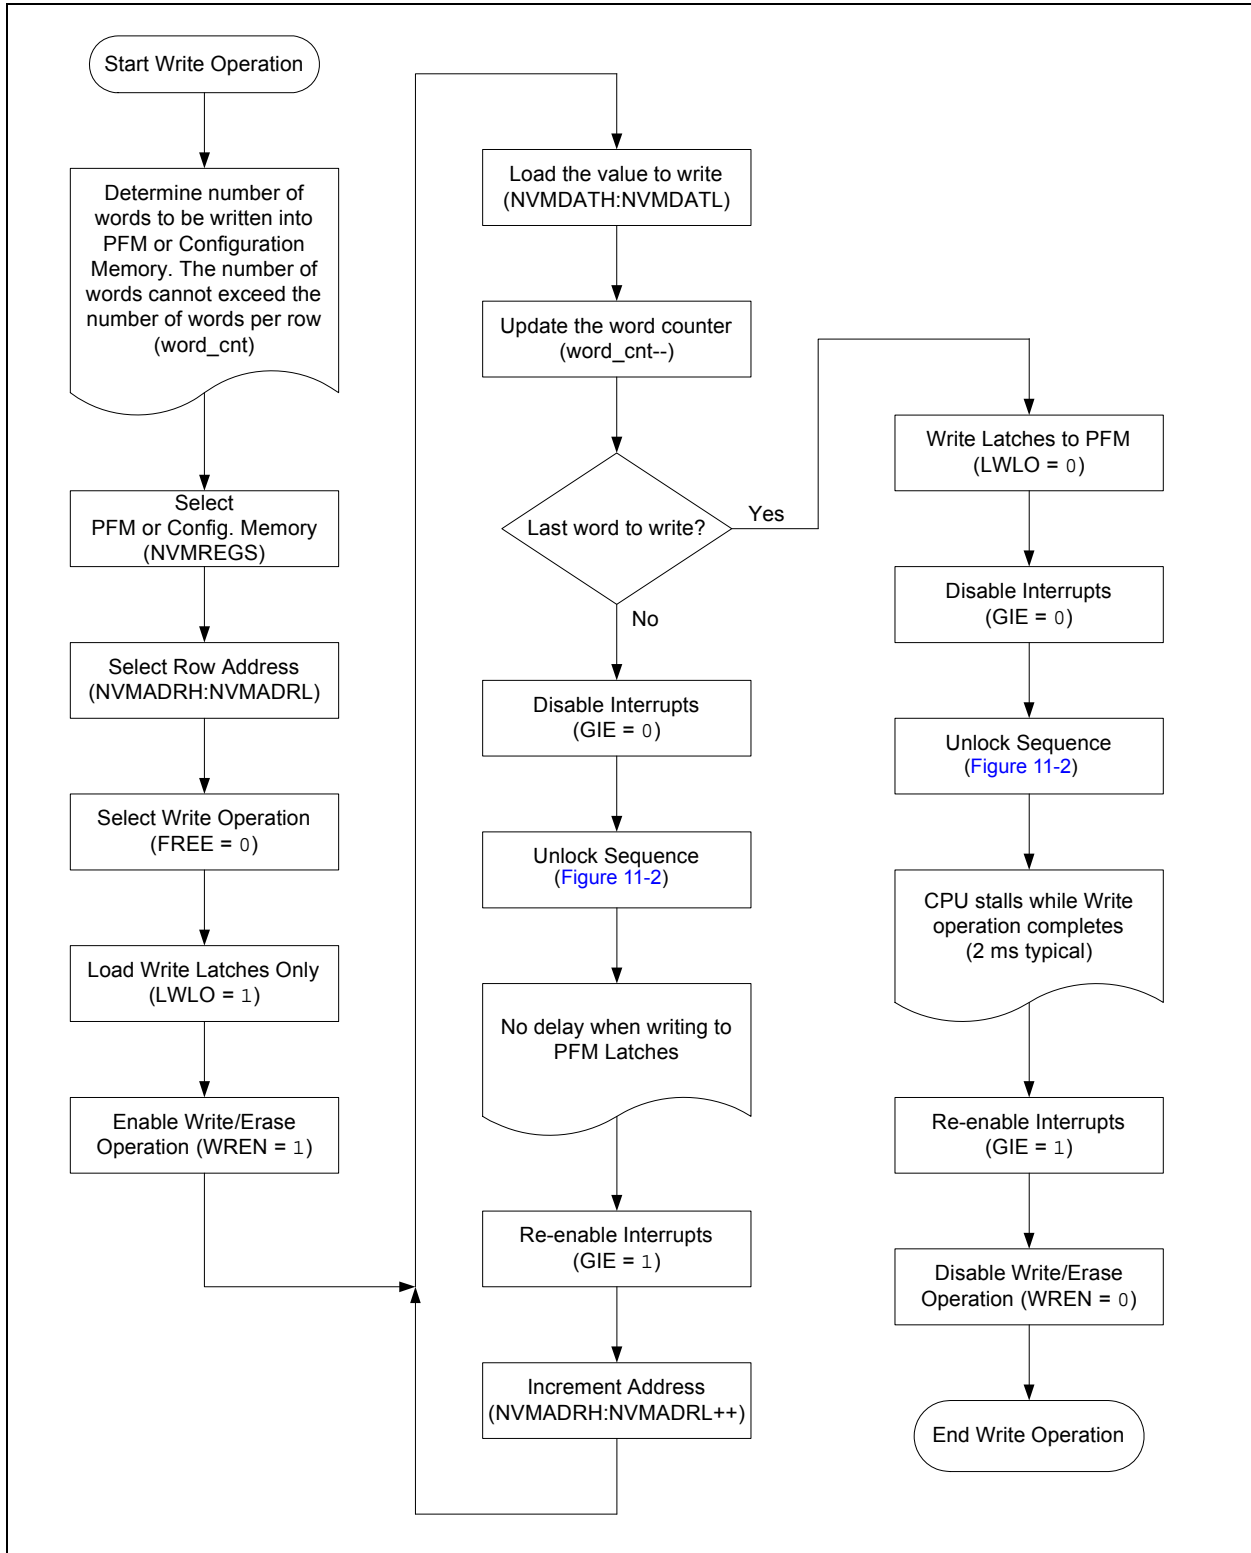 Start Write Operation
Determine number of
words to be written into
PFM or Configuration
Memory. The number of
words cannot exceed the
number of words per row
(word_cnt)
Select
PFM or Config. Memory
(NVMREGS)
Select Row Address
(NVMADRH:NVMADRL)
Select Write Operation
(FREE = 0)
Load Write Latches Only
(LWLO = 1)
Enable Write/Erase
Operation (WREN = 1)
Load the value to write
(NVMDATH:NVMDATL)
Update the word counter
(word_cnt--)
Last word to write?
Yes
No
Disable Interrupts
(GIE = 0)
Unlock Sequence
(Figure 11-2)
No delay when writing to
PFM Latches
Re-enable Interrupts
(GIE = 1)
Increment Address
(NVMADRH:NVMADRL++)
Write Latches to PFM
(LWLO = 0)
Disable Interrupts
(GIE = 0)
Unlock Sequence
(Figure 11-2)
CPU stalls while Write
operation completes
(2 ms typical)
Re-enable Interrupts
(GIE = 1)
Disable Write/Erase
Operation (WREN = 0)
End Write Operation